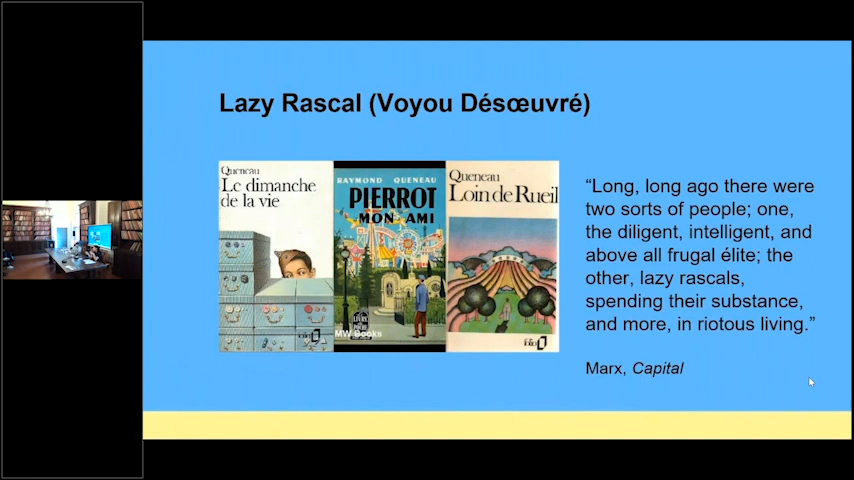 Lazy Rascal (Voyou Désœuvré)
Queneau
Le dimanche
de la vie
folio
RAYMOND QUENEAU
PIERROT
MON AMI
LE LIVRE
DE POCHE
MW Books
Queneau
Loin de Rueil
folio
“Long, long ago there were
two sorts of people; one,
the diligent, intelligent, and
above all frugal élite; the
other, lazy rascals,
spending their substance,
and more, in riotous living.”
Marx, Capital